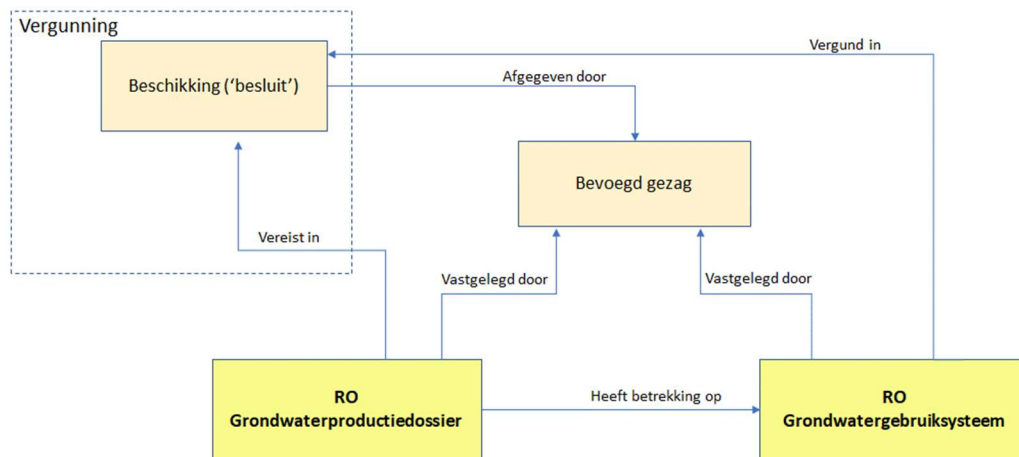 Vergunning
Beschikking (‘besluit’)
Vergund in
Afgegeven door
Bevoegd gezag
Vereist in
Vastgelegd door
Vastgelegd door
RO
Grondwaterproductiedossier
Heeft betrekking op
RO
Grondwatergebruiksysteem